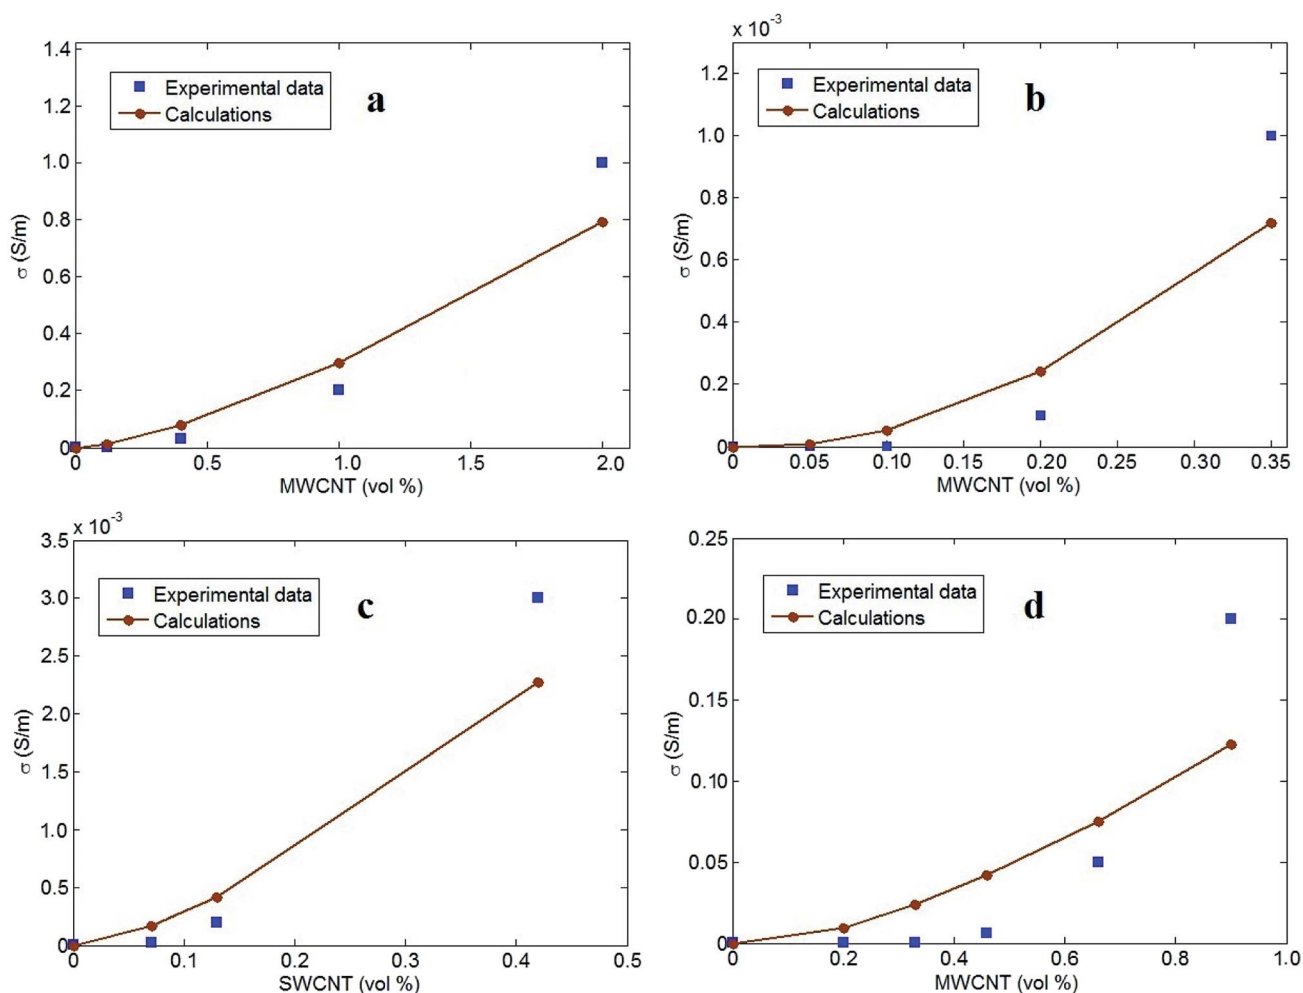 1.4
1.2
1.0
0.8
0.6
0.4
0.2
0
σ (S/m)
Experimental data
Calculations
a
0 0.5 1.0 1.5 2.0
MWCNT (vol %)
x 10-3
1.2
1.0
0.8
0.6
0.4
0.2
0
σ (S/m)
Experimental data
Calculations
b
0 0.05 0.10 0.15 0.20 0.25 0.30 0.35
MWCNT (vol %)
x 10-3
3.5
3.0
2.5
2.0
1.5
1.0
0.5
0
σ (S/m)
Experimental data
Calculations
c
0 0.1 0.2 0.3 0.4 0.5
SWCNT (vol %)
0.25
0.20
0.15
0.10
0.05
0
σ (S/m)
Experimental data
Calculations
d
0 0.2 0.4 0.6 0.8 1.0
MWCNT (vol %)